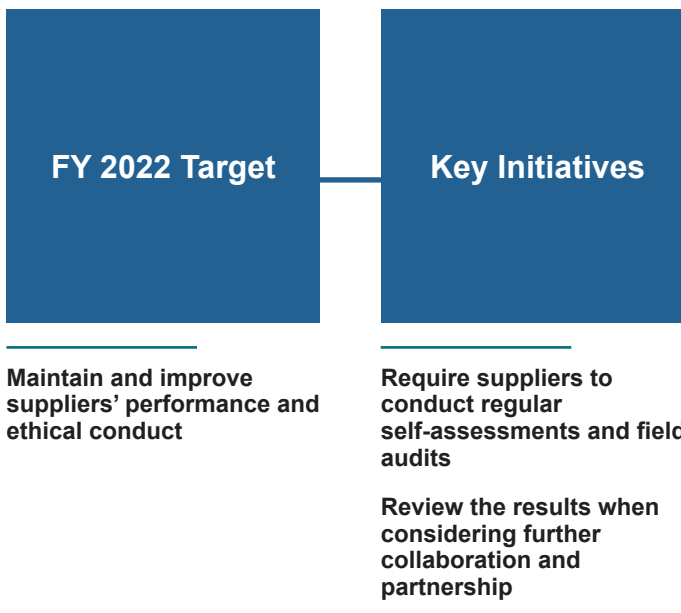 FY 2022 Target
Key Initiatives
Maintain and improve
suppliers’ performance and
ethical conduct
Require suppliers to
conduct regular
self-assessments and field
audits
Review the results when
considering further
collaboration and
partnership